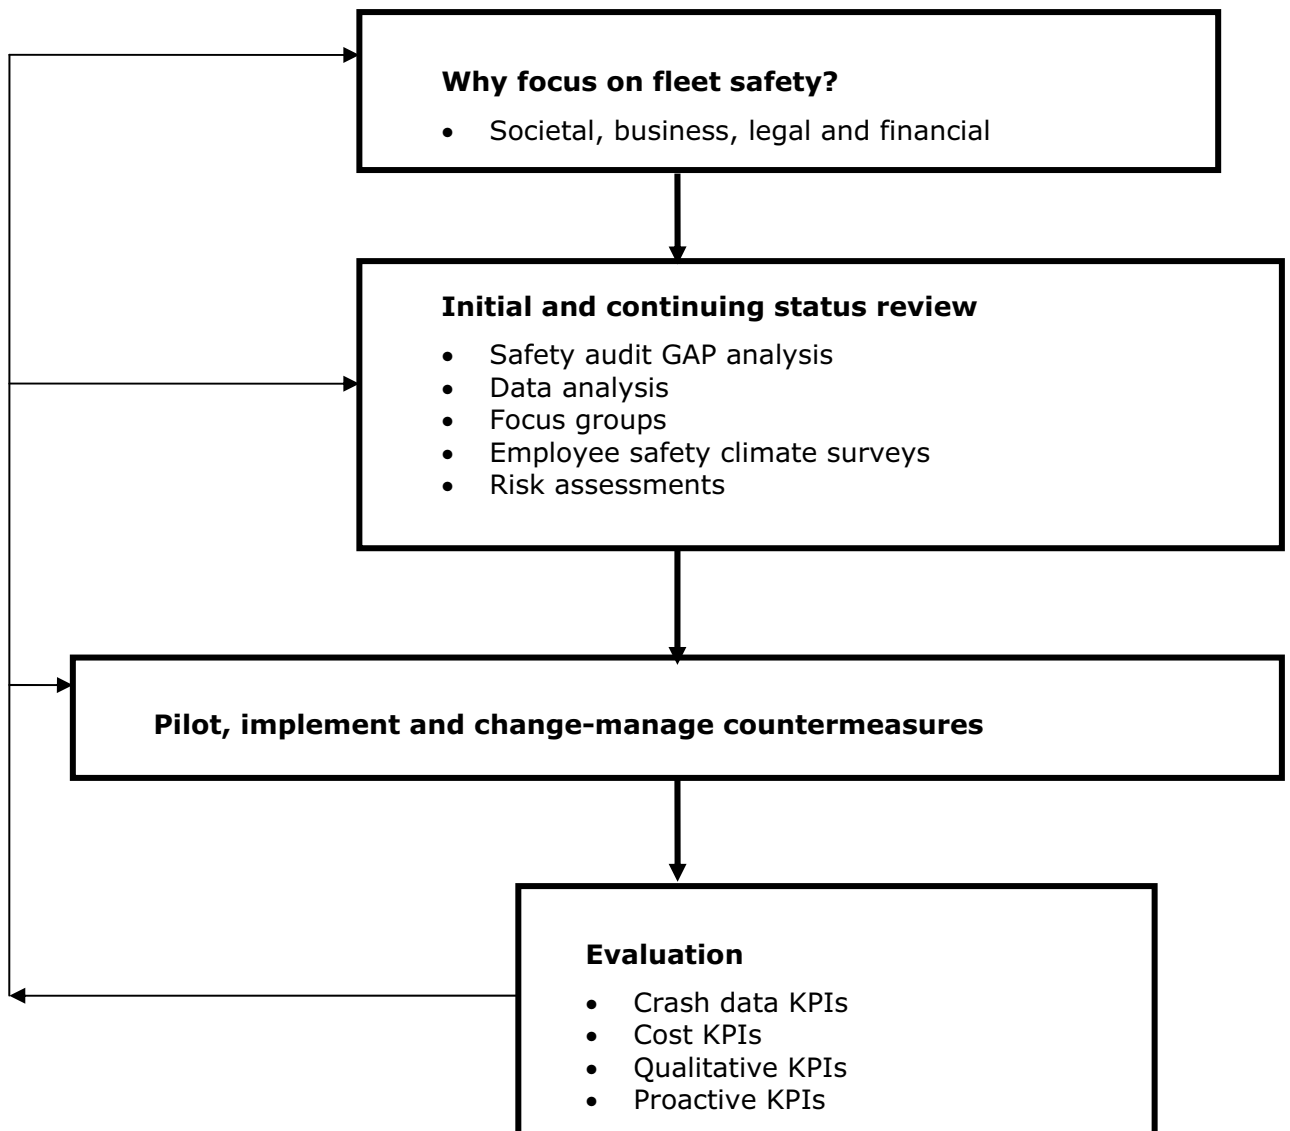 Why focus on fleet safety?
• Societal, business, legal and financial
Initial and continuing status review
• Safety audit GAP analysis
• Data analysis
• Focus groups
• Employee safety climate surveys
• Risk assessments
Pilot, implement and change-manage countermeasures
Evaluation
• Crash data KPIs
• Cost KPIs
• Qualitative KPIs
• Proactive KPIs